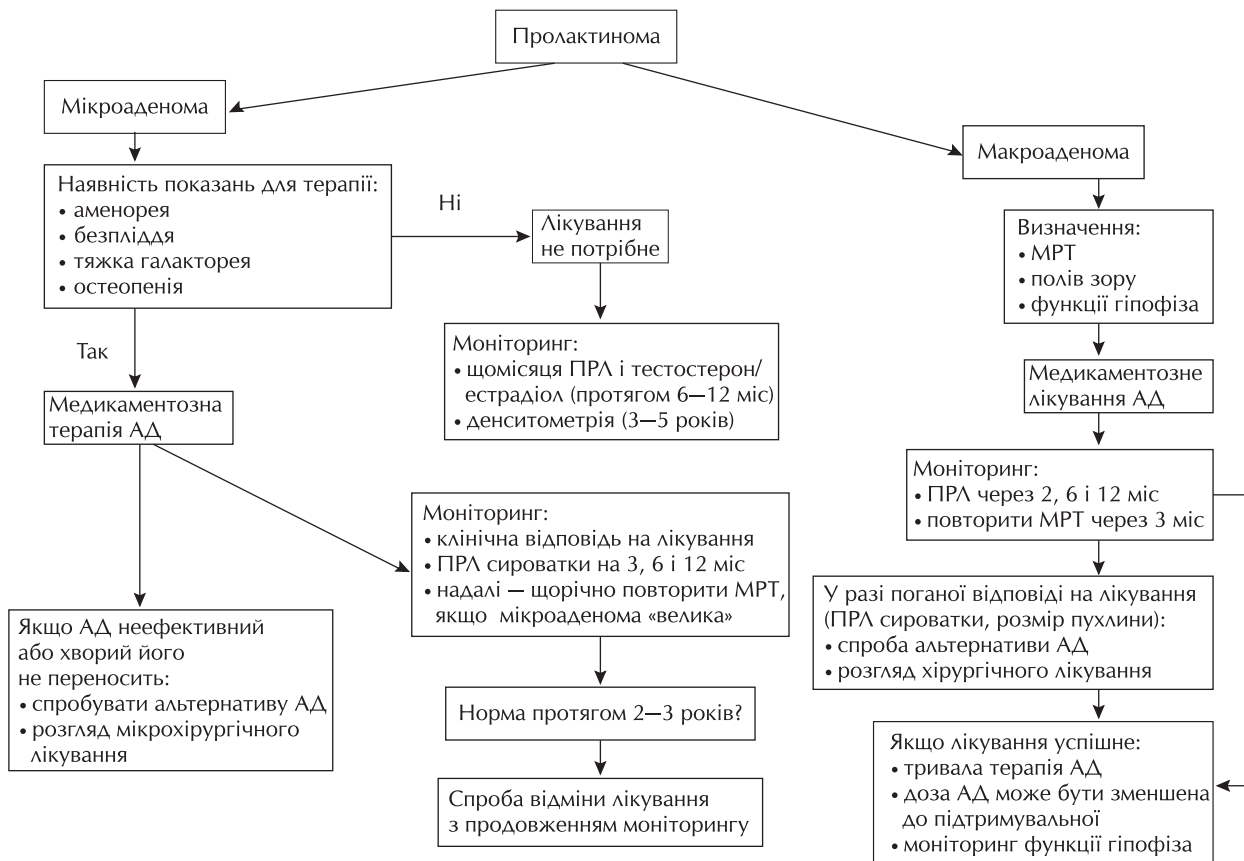 Пролактинома
Мікроаденома
Макроаденома
Наявність показань для терапії:
• аменорея
• безпліддя
• тяжка галакторея
• остеопенія
Ні
Лікування
не потрібне
Визначення:
• МРТ
• полів зору
• функції гіпофіза
Так
Моніторинг:
• щомісяця ПРЛ і тестостерон/
естрадіол (протягом 6—12 міс)
• денситометрія (3—5 років)
Медикаментозне
лікування АД
Медикаментозна
терапія АД
Моніторинг:
• ПРЛ через 2, 6 і 12 міс
• повторити МРТ через 3 міс
Моніторинг:
• клінічна відповідь на лікування
• ПРЛ сироватки на 3, 6 і 12 міс
• надалі — щорічно повторити МРТ,
якщо мікроаденома «велика»
У разі поганої відповіді на лікування
(ПРЛ сироватки, розмір пухлини):
• спроба альтернативи АД
• розгляд хірургічного лікування
Якщо АД неефективний
або хворий його
не переносить:
• спробувати альтернативу АД
• розгляд мікрохірургічного
лікування
Норма протягом 2—3 років?
Якщо лікування успішне:
• тривала терапія АД
• доза АД може бути зменшена
до підтримувальної
• моніторинг функції гіпофіза
Спроба відміни лікування
з продовженням моніторингу